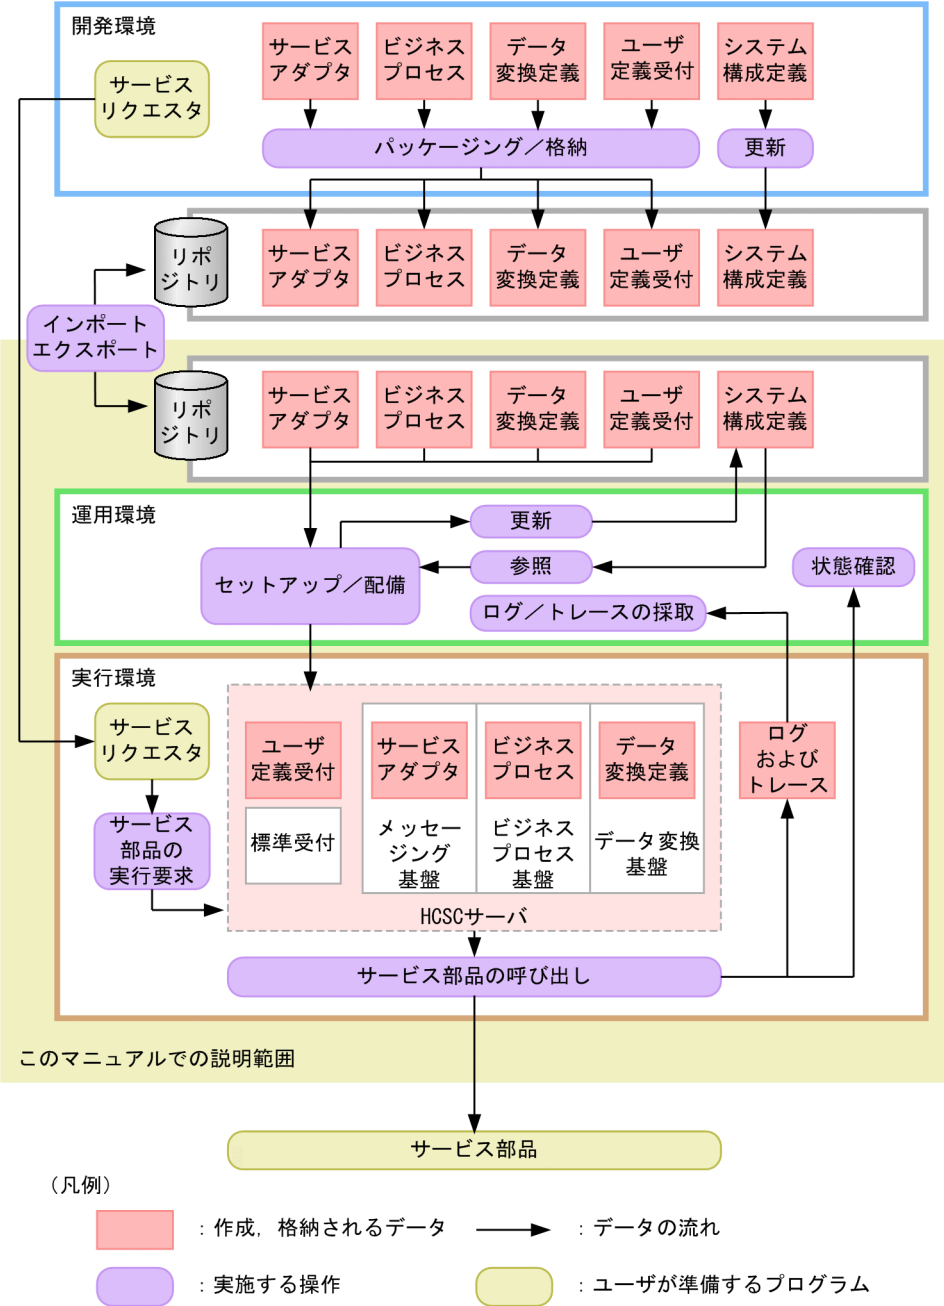 開発環境
サービス
リクエスタ
サービス
アダプタ
ビジネス
プロセス
データ
変換定義
ユーザ
定義受付
システム
構成定義
パッケージング／格納
更新
リポ
ジトリ
サービス
アダプタ
ビジネス
プロセス
データ
変換定義
ユーザ
定義受付
システム
構成定義
インポート
エクスポート
リポ
ジトリ
サービス
アダプタ
ビジネス
プロセス
データ
変換定義
ユーザ
定義受付
システム
構成定義
運用環境
更新
セットアップ／配備
参照
状態確認
ログ／トレースの採取
実行環境
サービス
リクエスタ
サービス
部品の
実行要求
ユーザ
定義受付
標準受付
サービス
アダプタ
メッセー
ジング
基盤
ビジネス
プロセス
ビジネス
プロセス
基盤
データ
変換定義
データ変換
基盤
HCSCサーバ
ログ
および
トレース
サービス部品の呼び出し
このマニュアルでの説明範囲
サービス部品
（凡例）
：作成，格納されるデータ
：データの流れ
：実施する操作
：ユーザが準備するプログラム